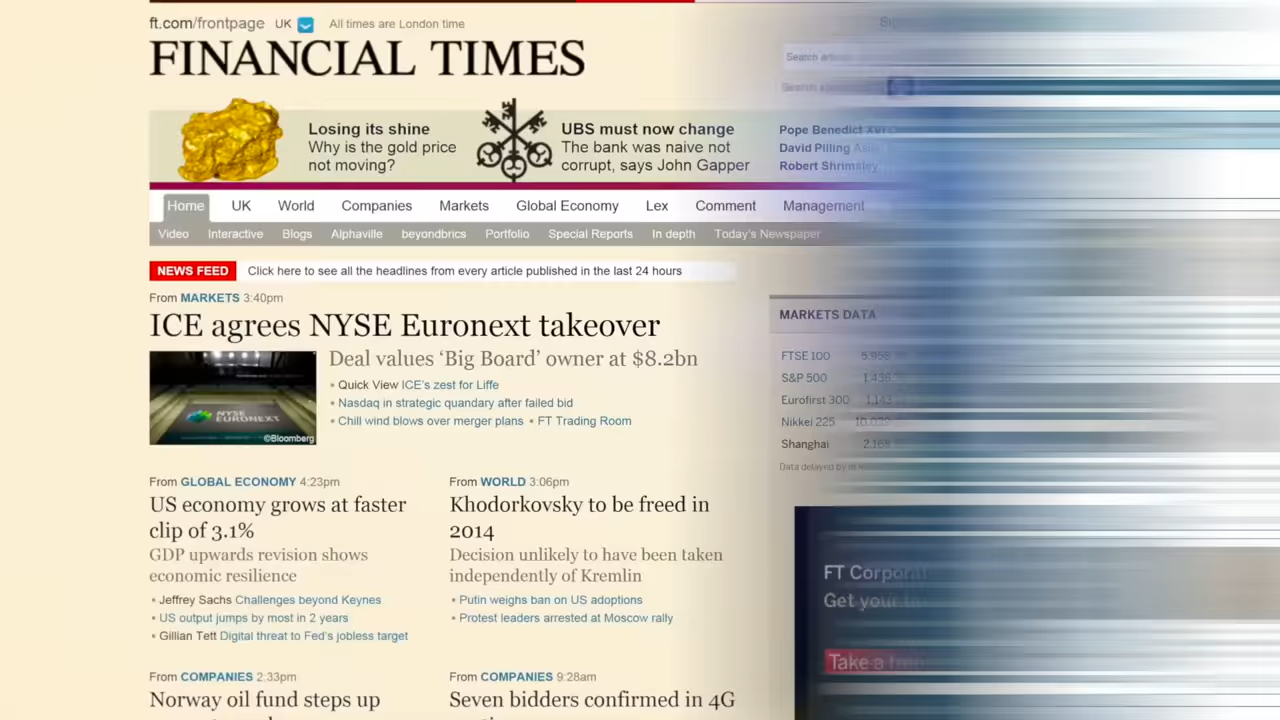 ft.com/frontpage UK All times are London time
FINANCIAL TIMES
Search
Losing its shine
Why is the gold price
not moving?
UBS must now change
The bank was naive not
corrupt, says John Gapper
Pope Benedict
David Pilling
Robert Shrimsley
Home UK World Companies Markets Global Economy Lex Comment Management
Video Interactive Blogs Alphaville beyondbrics Portfolio Special Reports In depth Today's Newspaper
NEWS FEED Click here to see all the headlines from every article published in the last 24 hours
From MARKETS 3:40pm
ICE agrees NYSE Euronext takeover
Deal values ‘Big Board’ owner at $8.2bn
• Quick View ICE's zest for Liffe
• Nasdaq in strategic quandary after failed bid
• Chill wind blows over merger plans • FT Trading Room
NYSE
EURONEXT
©Bloomberg
From GLOBAL ECONOMY 4:23pm
US economy grows at faster
clip of 3.1%
GDP upwards revision shows
economic resilience
• Jeffrey Sachs Challenges beyond Keynes
• US output jumps by most in 2 years
• Gillian Tett Digital threat to Fed's jobless target
From WORLD 3:06pm
Khodorkovsky to be freed in
2014
Decision unlikely to have been taken
independently of Kremlin
• Putin weighs ban on US adoptions
• Protest leaders arrested at Moscow rally
From COMPANIES 2:33pm
Norway oil fund steps up
From COMPANIES 9:28am
Seven bidders confirmed in 4G
MARKETS DATA
FTSE 100
S&P 500
Eurofirst 300
Nikkei 225
Shanghai
Data delayed by
FT
Get your
Take a